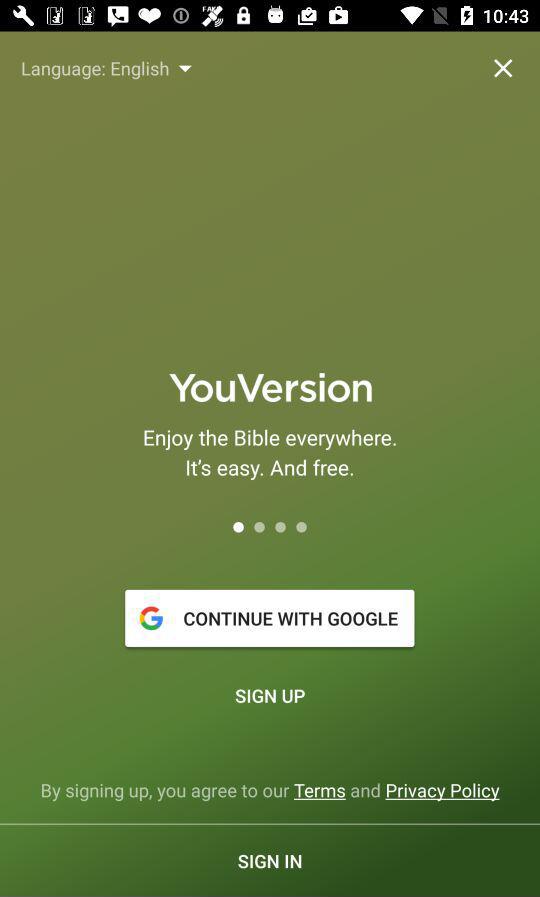 10:43
Language: English
YouVersion
Enjoy the Bible everywhere.
It's easy. And free.
CONTINUE WITH GOOGLE
SIGN UP
By signing up, you agree to our Terms and Privacy Policy
SIGN IN